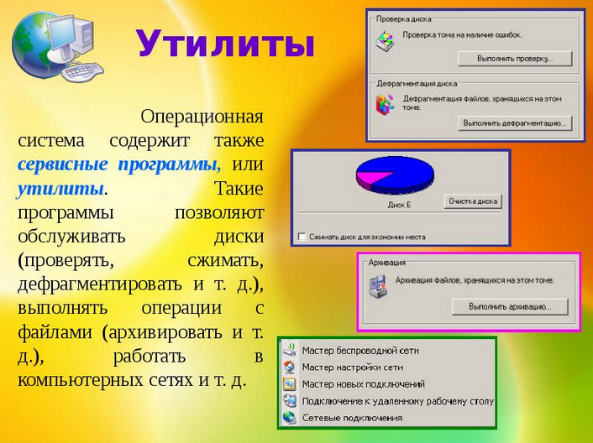 Утилиты
Операционная
система содержит также
сервисные программы, или
утилиты. Такие
программы позволяют
обслуживать диски
(проверять, сжимать,
дефрагментировать и т. д.),
выполнять операции с
файлами (архивировать и т.
д.), работать в
компьютерных сетях и т. д.
Проверка диска
Проверка тома на наличие ошибок.
Выполнить проверку...
Дефрагментация диска
Дефрагментация файлов, хранящихся на этом
томе.
Выполнить дефрагментацию...
Диск E
Очистка диска
Сжимать диск для экономии места
Архивация
Архивация файлов, хранящихся на этом томе.
Выполнить архивацию...
Мастер беспроводной сети
Мастер настройки сети
Мастер новых подключений
Подключение к удаленному рабочему столу
Сетевые подключения